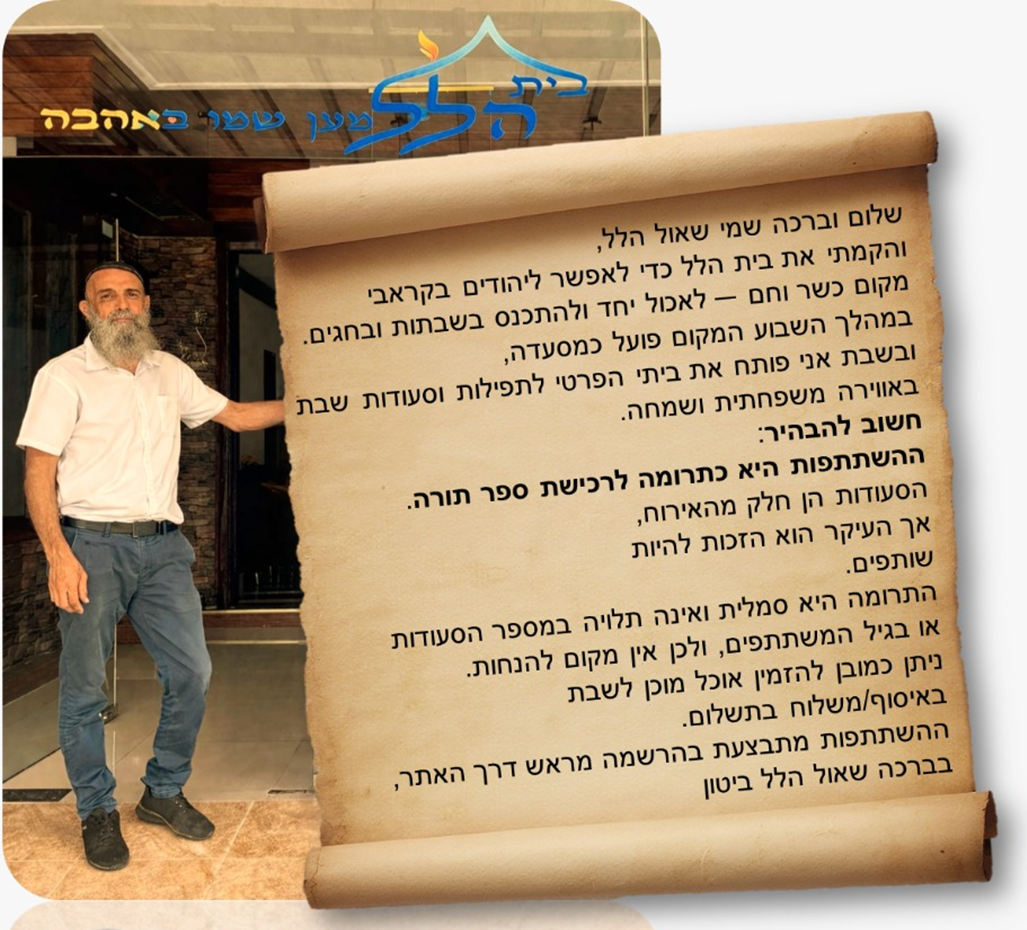 בית
הלל
מען שמו באהבה
שלום וברכה שמי שאול הלל,
והקמתי את בית הלל כדי לאפשר ליהודים בקראבי
מקום כשר וחם — לאכול יחד ולהתכנס בשבתות ובחגים.
במהלך השבוע המקום פועל כמסעדה,
ובשבת אני פותח את ביתי הפרטי לתפילות וסעודות שבת
באווירה משפחתית ושמחה.
חשוב להבהיר:
ההשתתפות היא כתרומה לרכישת ספר תורה.
הסעודות הן חלק מהאירוח,
אך העיקר הוא הזכות להיות
שותפים.
התרומה היא סמלית ואינה תלויה במספר הסעודות
או בגיל המשתתפים, ולכן אין מקום להנחות.
ניתן כמובן להזמין אוכל מוכן לשבת
באיסוף/משלוח בתשלום.
ההשתתפות מתבצעת בהרשמה מראש דרך האתר,
בברכה שאול הלל ביטון